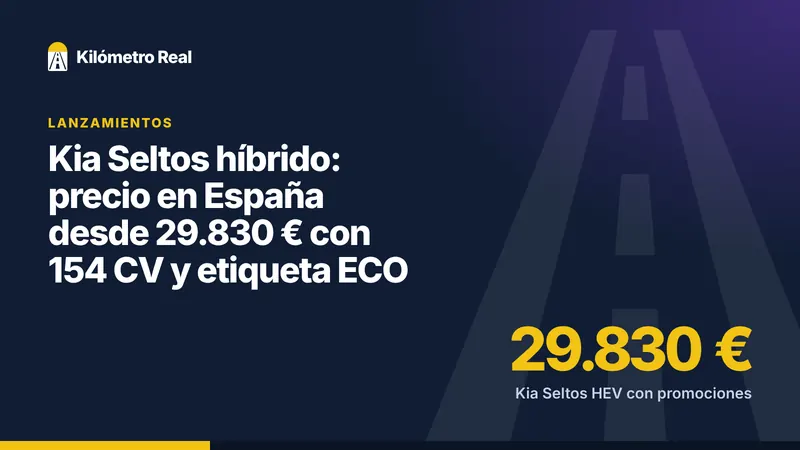 Kilómetro Real
LANZAMIENTOS
Kia Seltos híbrido:
precio en España
desde 29.830 € con
154 CV y etiqueta ECO
29.830 €
Kia Seltos HEV con promociones